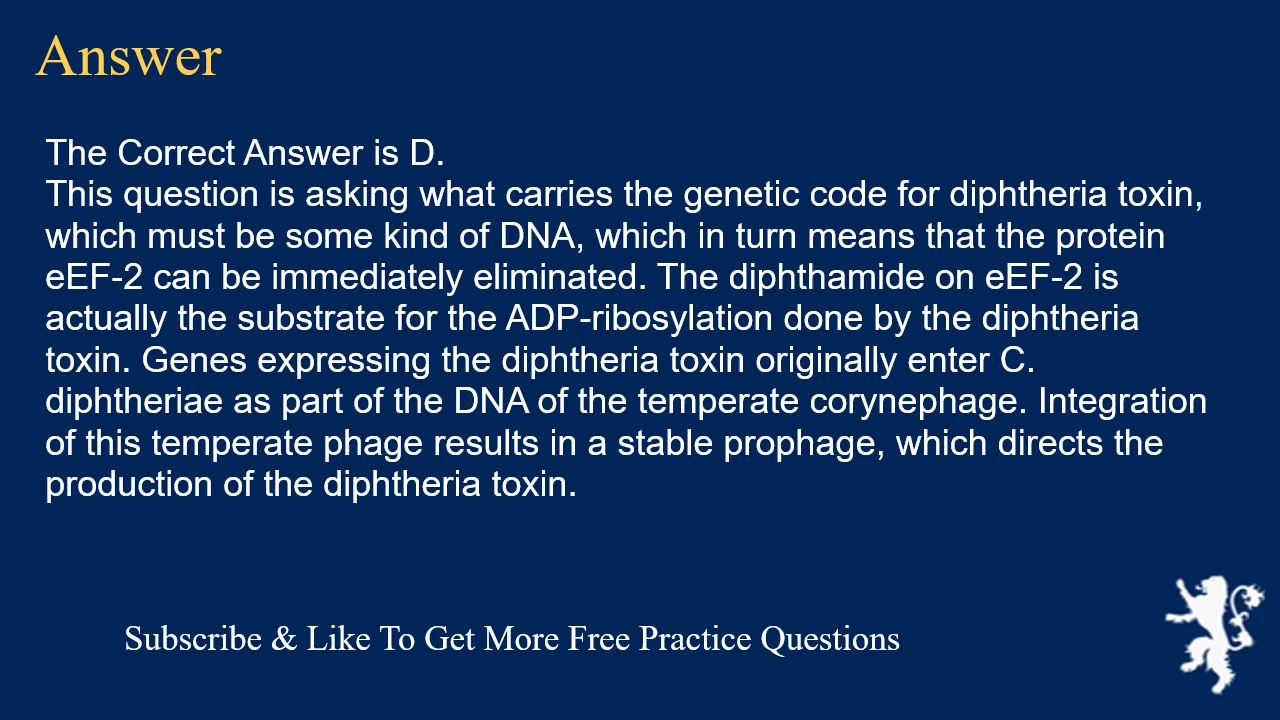 Answer
The Correct Answer is D.
This question is asking what carries the genetic code for diphtheria toxin,
which must be some kind of DNA, which in turn means that the protein
eEF-2 can be immediately eliminated. The diphthamide on eEF-2 is
actually the substrate for the ADP-ribosylation done by the diphtheria
toxin. Genes expressing the diphtheria toxin originally enter C.
diphtheriae as part of the DNA of the temperate corynephage. Integration
of this temperate phage results in a stable prophage, which directs the
production of the diphtheria toxin.
Subscribe & Like To Get More Free Practice Questions